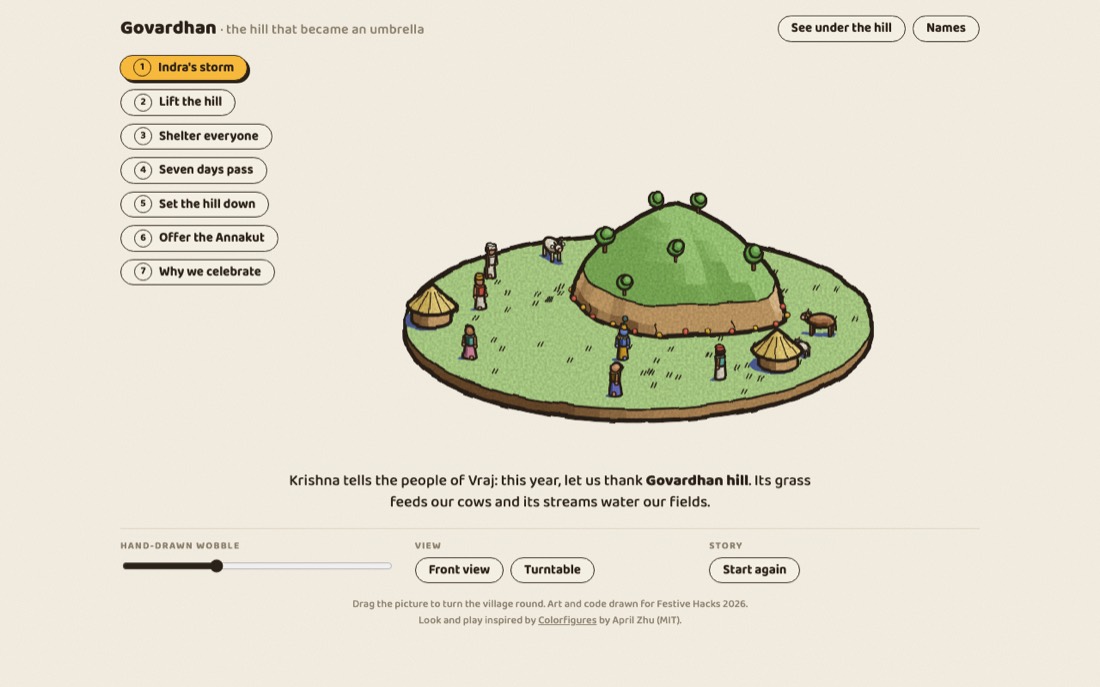 Govardhan · the hill that became an umbrella
See under the hill
Names
1 Indra's storm
2 Lift the hill
3 Shelter everyone
4 Seven days pass
5 Set the hill down
6 Offer the Annakut
7 Why we celebrate
Krishna tells the people of Vraj: this year, let us thank Govardhan hill. Its grass
feeds our cows and its streams water our fields.
HAND-DRAWN WOBBLE
VIEW
Front view
Turntable
STORY
Start again
Drag the picture to turn the village round. Art and code drawn for Festive Hacks 2026.
Look and play inspired by Colorfigures by April Zhu (MIT).